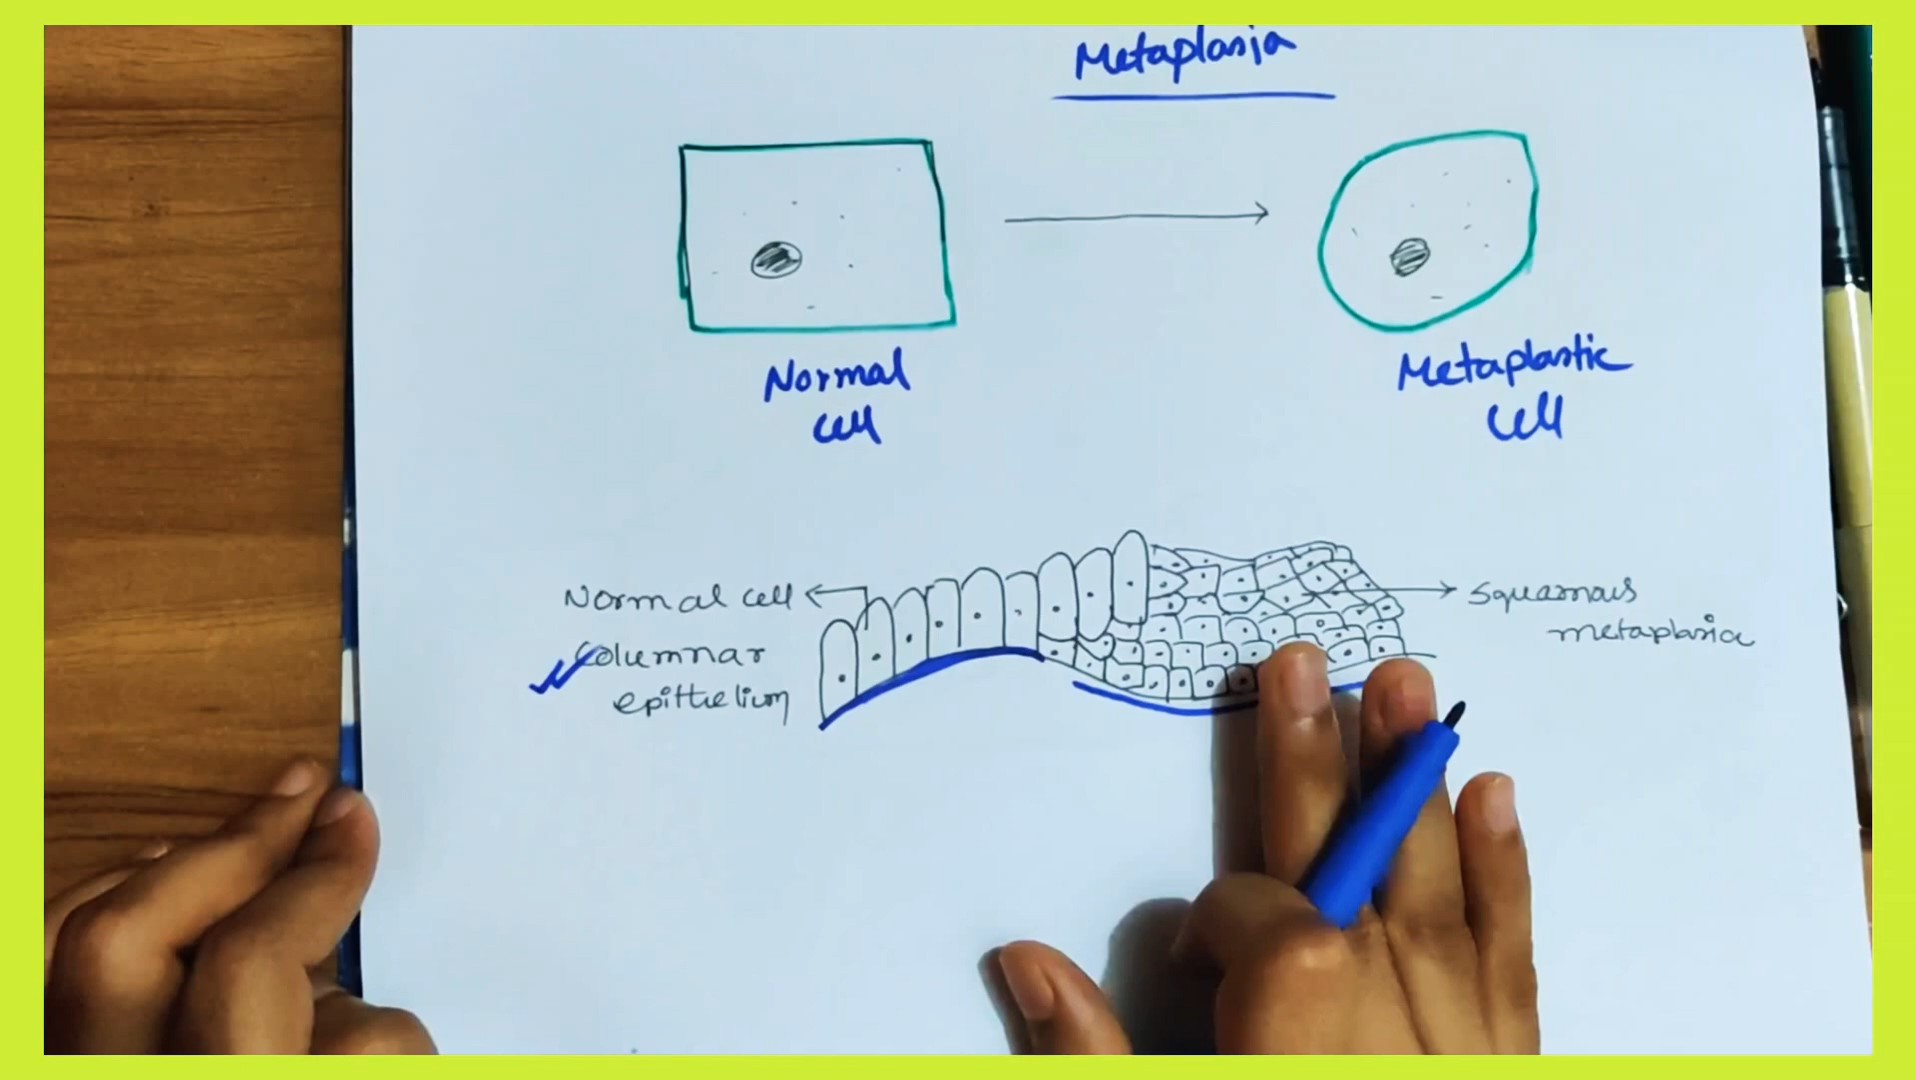 Metaplasia
Normal
cell
Metaplastic
cell
Normal cell
Columnar
epithelium
Squamous
metaplasia